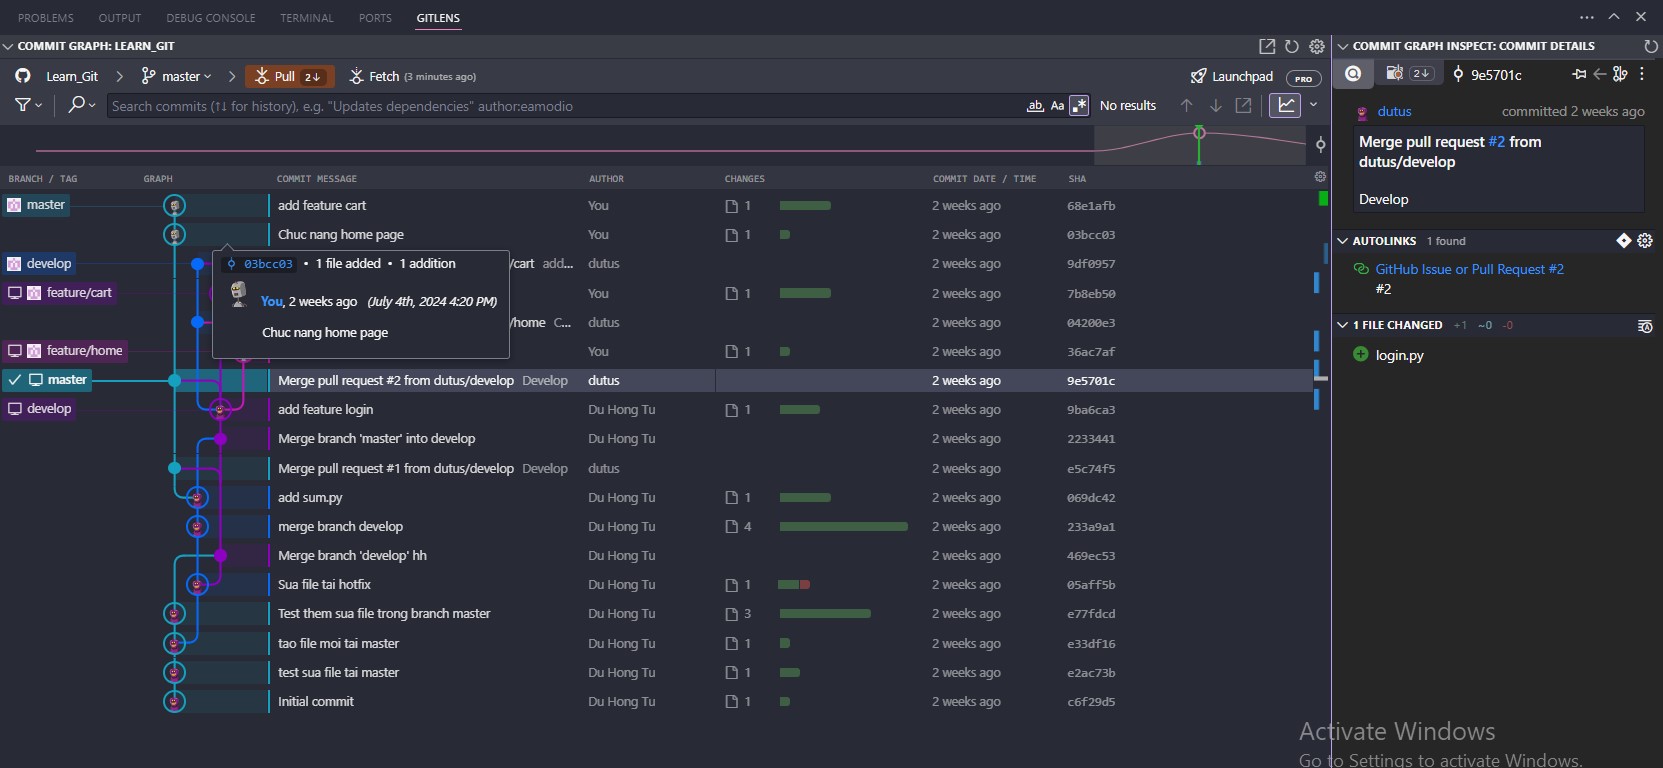 PROBLEMS OUTPUT DEBUG CONSOLE TERMINAL PORTS GITLENS
COMMIT GRAPH: LEARN_GIT
Learn_Git master Pull 2↓ Fetch (3 minutes ago) Launchpad PRO
Search commits (↑↓ for history), e.g. "Updates dependencies" author:eamodio ab, Aa .* No results
BRANCH / TAG GRAPH COMMIT MESSAGE AUTHOR CHANGES COMMIT DATE / TIME SHA
master add feature cart You 1 2 weeks ago 68e1afb
Chuc nang home page You 1 2 weeks ago 03bcc03
develop /cart add... dutus 2 weeks ago 9df0957
feature/cart You 1 2 weeks ago 7b8eb50
/home C... dutus 2 weeks ago 04200e3
feature/home You 1 2 weeks ago 36ac7af
03bcc03 • 1 file added • 1 addition
You, 2 weeks ago (July 4th, 2024 4:20 PM)
Chuc nang home page
master Merge pull request #2 from dutus/develop Develop dutus 2 weeks ago 9e5701c
develop add feature login Du Hong Tu 1 2 weeks ago 9ba6ca3
Merge branch 'master' into develop Du Hong Tu 2 weeks ago 2233441
Merge pull request #1 from dutus/develop Develop dutus 2 weeks ago e5c74f5
add sum.py Du Hong Tu 1 2 weeks ago 069dc42
merge branch develop Du Hong Tu 4 2 weeks ago 233a9a1
Merge branch 'develop' hh Du Hong Tu 2 weeks ago 469ec53
Sua file tai hotfix Du Hong Tu 1 2 weeks ago 05aff5b
Test them sua file trong branch master Du Hong Tu 3 2 weeks ago e77fdcd
tao file moi tai master Du Hong Tu 1 2 weeks ago e33df16
test sua file tai master Du Hong Tu 1 2 weeks ago e2ac73b
Initial commit Du Hong Tu 1 2 weeks ago c6f29d5
COMMIT GRAPH INSPECT: COMMIT DETAILS
2↓ 9e5701c
dutus committed 2 weeks ago
Merge pull request #2 from
dutus/develop
Develop
AUTOLINKS 1 found
GitHub Issue or Pull Request #2
#2
1 FILE CHANGED +1 ~0 -0
login.py
Activate Windows
Go to Settings to activate Windows.